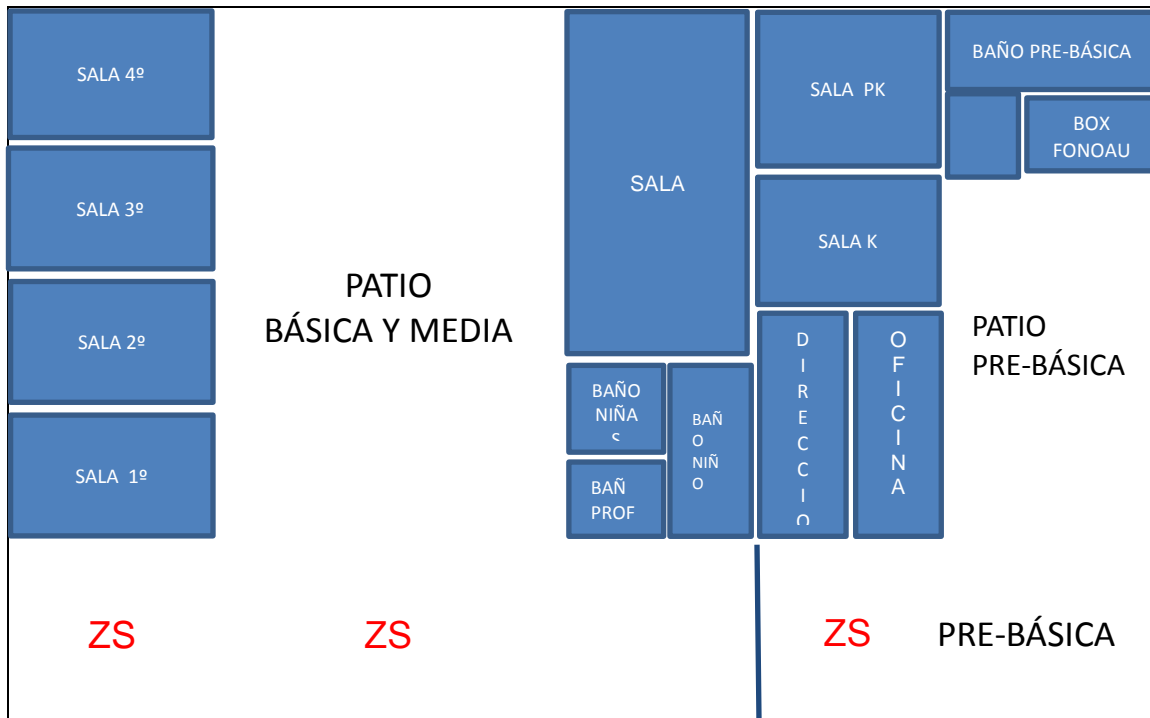 SALA 4º
SALA 3º
SALA 2º
SALA 1º
PATIO
BÁSICA Y MEDIA
SALA
BAÑO
NIÑA
S
BAÑ
PROF
BAÑ
O
NIÑ
O
SALA PK
SALA K
D
I
R
E
C
C
I
O
O
F
I
C
I
N
A
BAÑO PRE-BÁSICA
BOX
FONOAU
PATIO
PRE-BÁSICA
ZS
ZS
ZS
PRE-BÁSICA